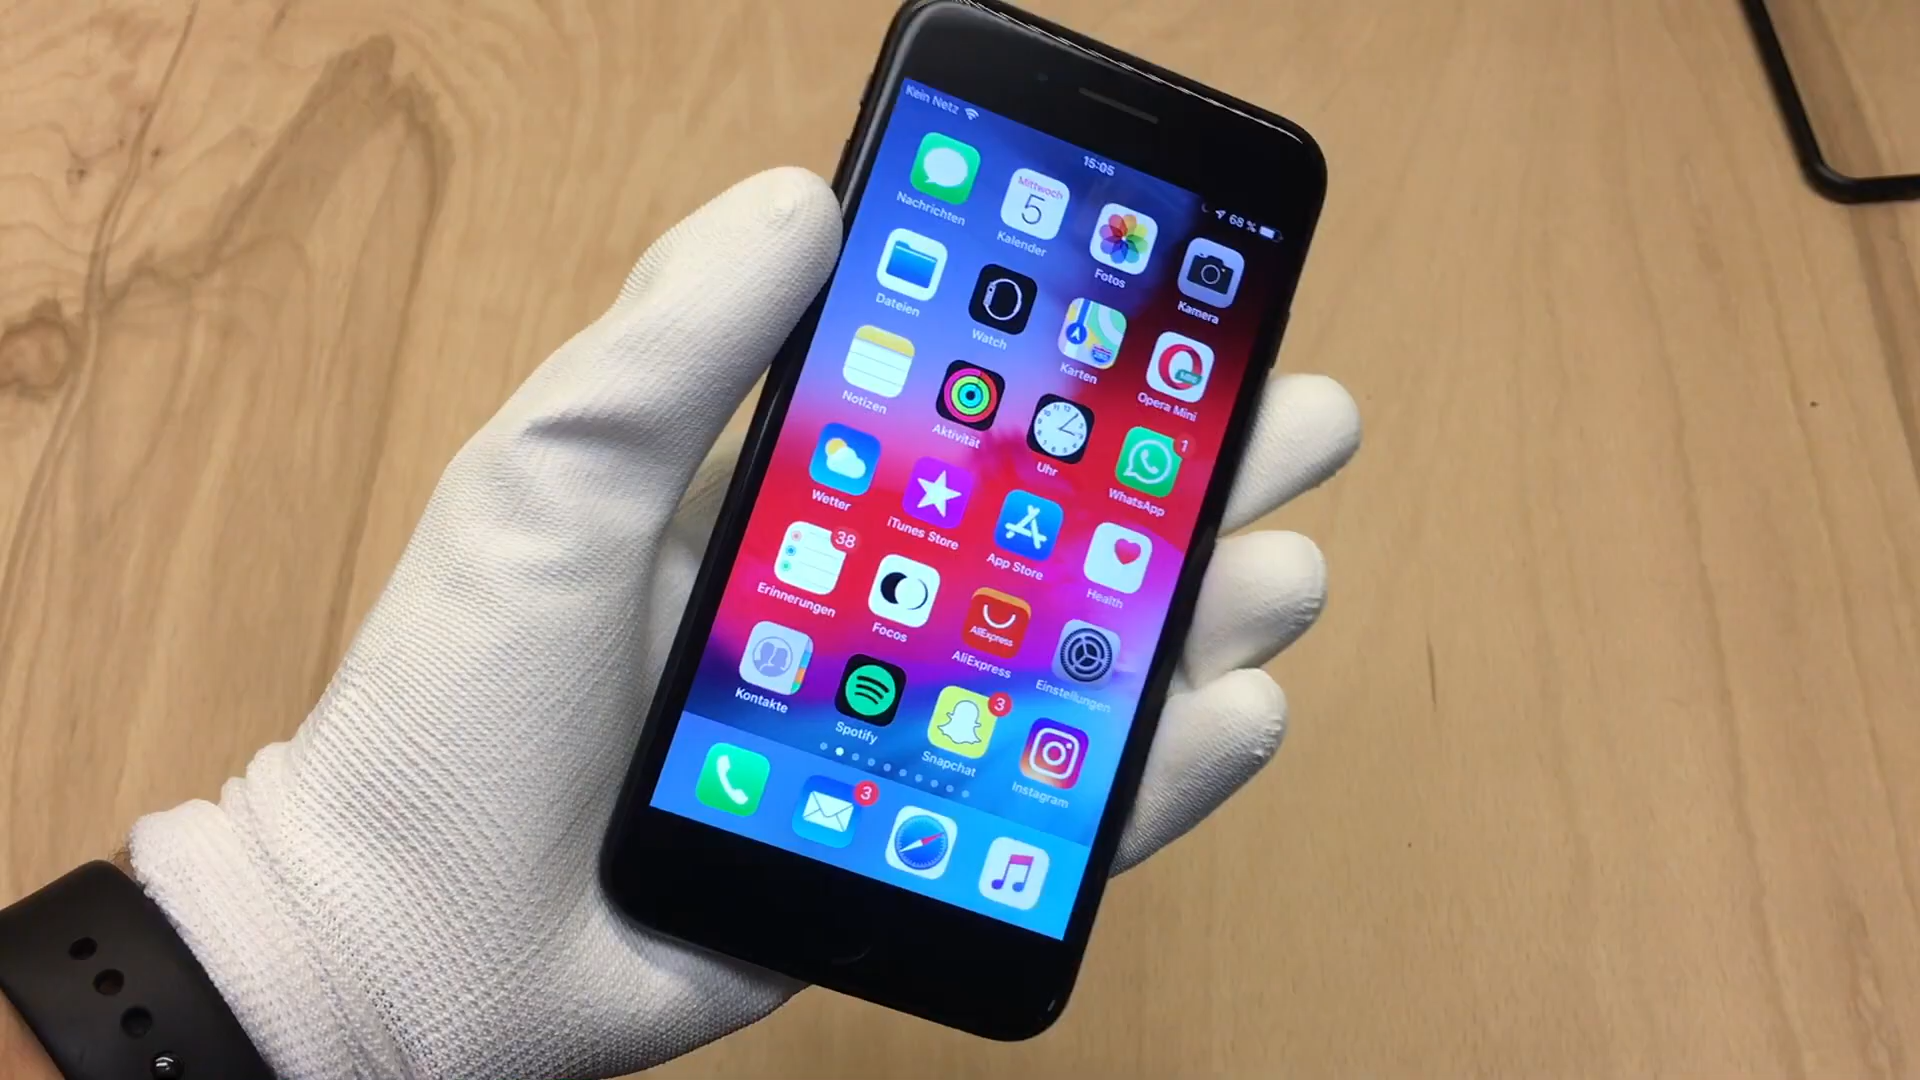 Kein Netz
15:05
68 %
Nachrichten
Mittwoch
5
Kalender
Fotos
Kamera
Dateien
Watch
280
Karten
Opera Mini
Notizen
Aktivität
Uhr
1
WhatsApp
Wetter
iTunes Store
App Store
Health
38
Erinnerungen
Focos
AliExpress
AliExpress
Einstellungen
Kontakte
Spotify
3
Snapchat
Instagram
3